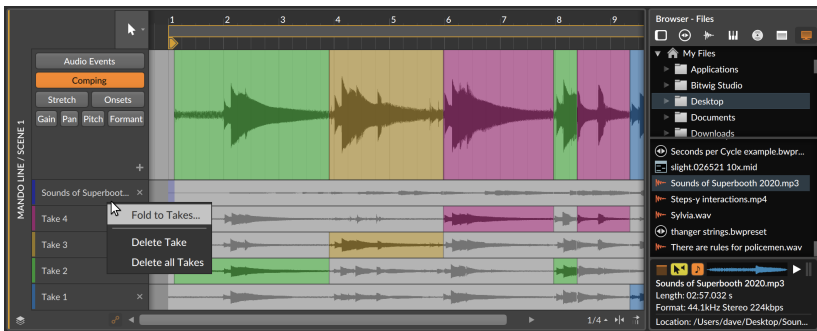 1 2 3 4 5 6 7 8 9
Audio Events
Comping
Stretch Onsets
Gain Pan Pitch Formant
MANDO LINE / SCENE 1
Sounds of Superboot...
Take 4
Take 3
Take 2
Take 1
Fold to Takes...
Delete Take
Delete all Takes
1/4
Browser - Files
My Files
Applications
Bitwig Studio
Desktop
Documents
Downloads
Seconds per Cycle example.bwpr...
slight.026521 10x.mid
Sounds of Superbooth 2020.mp3
Steps-y interactions.mp4
Sylvia.wav
thanger strings.bwpreset
There are rules for policemen.wav
Sounds of Superbooth 2020.mp3
Length: 02:57.032 s
Format: 44.1kHz Stereo 224kbps
Location: /Users/dave/Desktop/Soun...